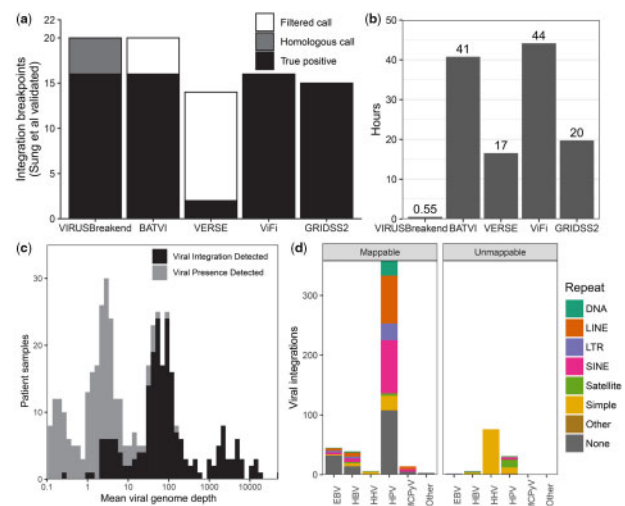 (a)
Integration breakpoints
(Sung et al validated)
22
20
15
10
5
0
Filtered call
Homologous call
True positive
VIRUSBreakend BATVI VERSE ViFi GRIDSS2
(b)
Hours
50
40
30
20
10
0
0.55
41
17
44
20
VIRUSBreakend BATVI VERSE ViFi GRIDSS2
(c)
Patient samples
30
20
10
0
Viral Integration Detected
Viral Presence Detected
0.1 1 10 100 1000 10000
Mean viral genome depth
(d)
Viral integrations
300
200
100
0
Mappable
Unmappable
EBV HBV HHV HPV MCPyV Other
EBV HBV HHV HPV MCPyV Other
Repeat
DNA
LINE
LTR
SINE
Satellite
Simple
Other
None